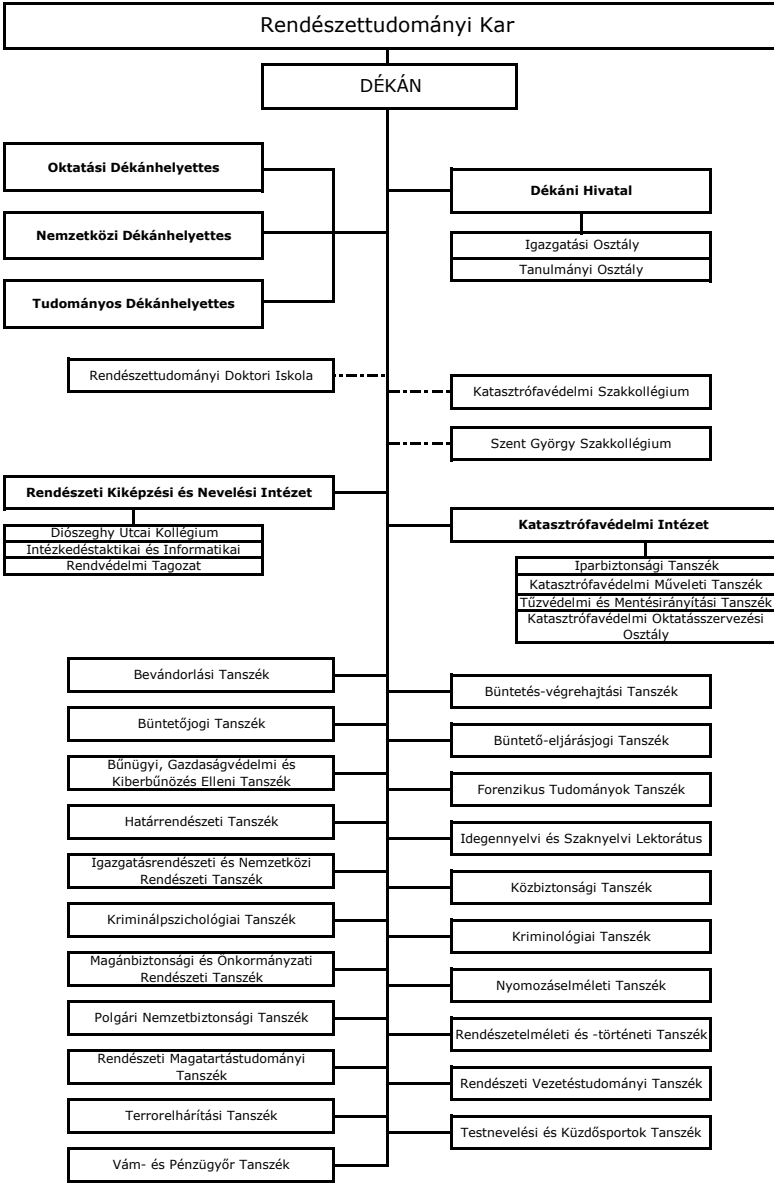 Rendészettudományi Kar
DÉKÁN
Oktatási Dékánhelyettes
Nemzetközi Dékánhelyettes
Tudományos Dékánhelyettes
Dékáni Hivatal
Igazgatási Osztály
Tanulmányi Osztály
Rendészettudományi Doktori Iskola
Katasztrófavédelmi Szakkollégium
Szent György Szakkollégium
Rendészeti Kiképzési és Nevelési Intézet
Diószeghy Utcai Kollégium
Intézkedéstaktikai és Informatikai
Rendvédelmi Tagozat
Katasztrófavédelmi Intézet
Iparbiztonsági Tanszék
Katasztrófavédelmi Műveleti Tanszék
Tűzvédelmi és Mentésirányítási Tanszék
Katasztrófavédelmi Oktatásszervezési
Osztály
Bevándorlási Tanszék
Büntetőjogi Tanszék
Bűnügyi, Gazdaságvédelmi és
Kiberbűnözés Elleni Tanszék
Határrendészeti Tanszék
Igazgatásrendészeti és Nemzetközi
Rendészeti Tanszék
Kriminálpszichológiai Tanszék
Magánbiztonsági és Önkormányzati
Rendészeti Tanszék
Polgári Nemzetbiztonsági Tanszék
Rendészeti Magatartástudományi
Tanszék
Terrorelhárítási Tanszék
Vám- és Pénzügyőr Tanszék
Büntetés-végrehajtási Tanszék
Büntető-eljárásjogi Tanszék
Forenzikus Tudományok Tanszék
Idegennyelvi és Szaknyelvi Lektorátus
Közbiztonsági Tanszék
Kriminológiai Tanszék
Nyomozáselméleti Tanszék
Rendészetelméleti és -történeti Tanszék
Rendészeti Vezetéstudományi Tanszék
Testnevelési és Küzdősportok Tanszék